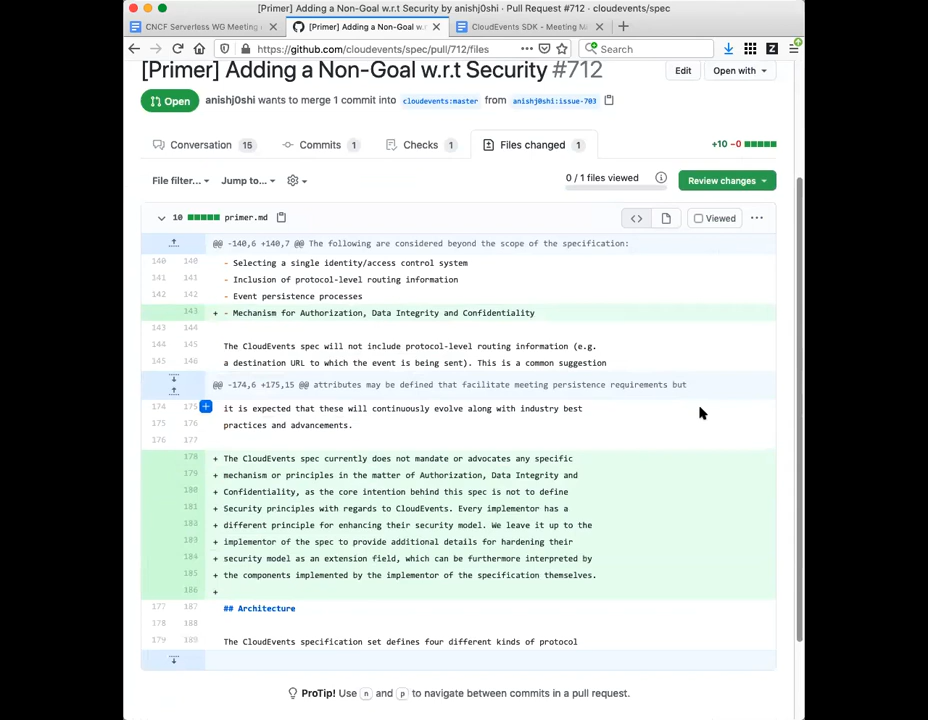 [Primer] Adding a Non-Goal w.r.t Security by anishj0shi · Pull Request #712 · cloudevents/spec
CNCF Serverless WG Meeting
[Primer] Adding a Non-Goal w.r.t
CloudEvents SDK - Meeting M
https://github.com/cloudevents/spec/pull/712/files
Search
[Primer] Adding a Non-Goal w.r.t Security #712
Edit
Open with
Open
anishj0shi wants to merge 1 commit into cloudevents:master from anishj0shi:issue-703
Conversation 15
Commits 1
Checks 1
Files changed 1
+10 −0
File filter...
Jump to...
0 / 1 files viewed
Review changes
10 primer.md
Viewed
@@ -140,6 +140,7 @@ The following are considered beyond the scope of the specification:
140 140 - Selecting a single identity/access control system
141 141 - Inclusion of protocol-level routing information
142 142 - Event persistence processes
143 + - Mechanism for Authorization, Data Integrity and Confidentiality
143 144
144 145 The CloudEvents spec will not include protocol-level routing information (e.g.
145 146 a destination URL to which the event is being sent). This is a common suggestion
@@ -174,6 +175,15 @@ attributes may be defined that facilitate meeting persistence requirements but
174 175 it is expected that these will continuously evolve along with industry best
175 176 practices and advancements.
176 177
178 + The CloudEvents spec currently does not mandate or advocates any specific
179 + mechanism or principles in the matter of Authorization, Data Integrity and
180 + Confidentiality, as the core intention behind this spec is not to define
181 + Security principles with regards to CloudEvents. Every implementor has a
182 + different principle for enhancing their security model. We leave it up to the
183 + implementor of the spec to provide additional details for hardening their
184 + security model as an extension field, which can be furthermore interpreted by
185 + the components implemented by the implementor of the specification themselves.
186 +
177 187 ## Architecture
178 188
179 189 The CloudEvents specification set defines four different kinds of protocol
ProTip! Use n and p to navigate between commits in a pull request.